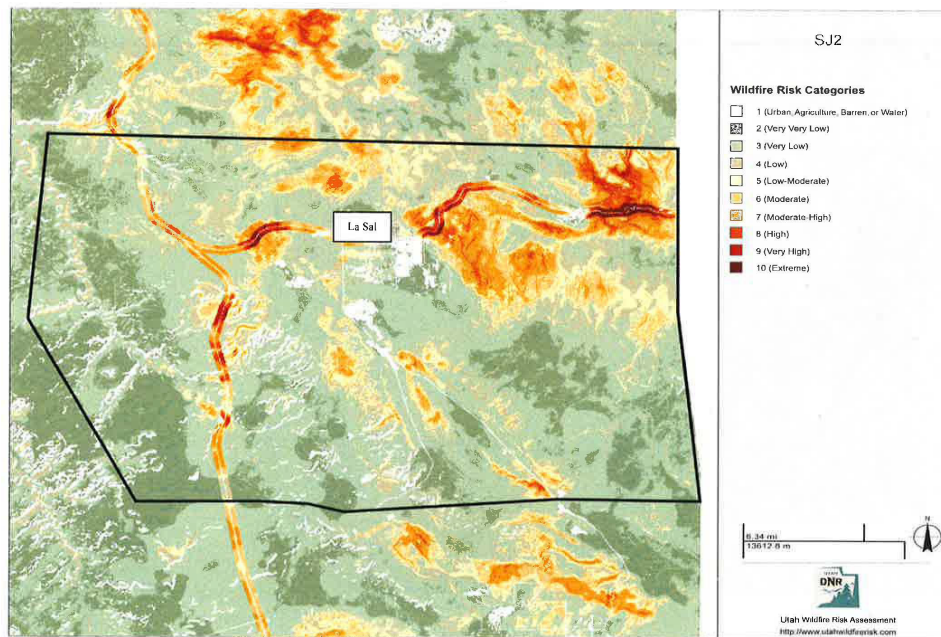 SJ2
Wildfire Risk Categories
1 (Urban, Agriculture, Barren, or Water)
2 (Very Very Low)
3 (Very Low)
4 (Low)
5 (Low-Moderate)
6 (Moderate)
7 (Moderate-High)
8 (High)
9 (Very High)
10 (Extreme)
La Sal
N
6.34 mi
13612.8 m
DNR
Utah Wildfire Risk Assessment
http://www.utahwildfirerisk.com